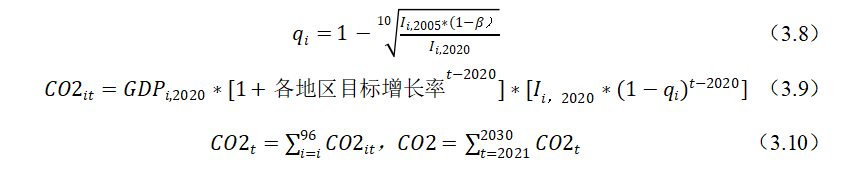 q_i = 1 − \sqrt[10]{\frac{I_{i,2005}*(1−β)}{I_{i,2020}}} （3.8）
CO2_{it} = GDP_{i,2020} * [1 + 各地区目标增长率^{t−2020}] * [I_{i，2020} * (1 − q_i)^{t−2020}] （3.9）
CO2_t = ∑_{i=i}^{96} CO2_{it}，CO2 = ∑_{t=2021}^{2030} CO2_t （3.10）